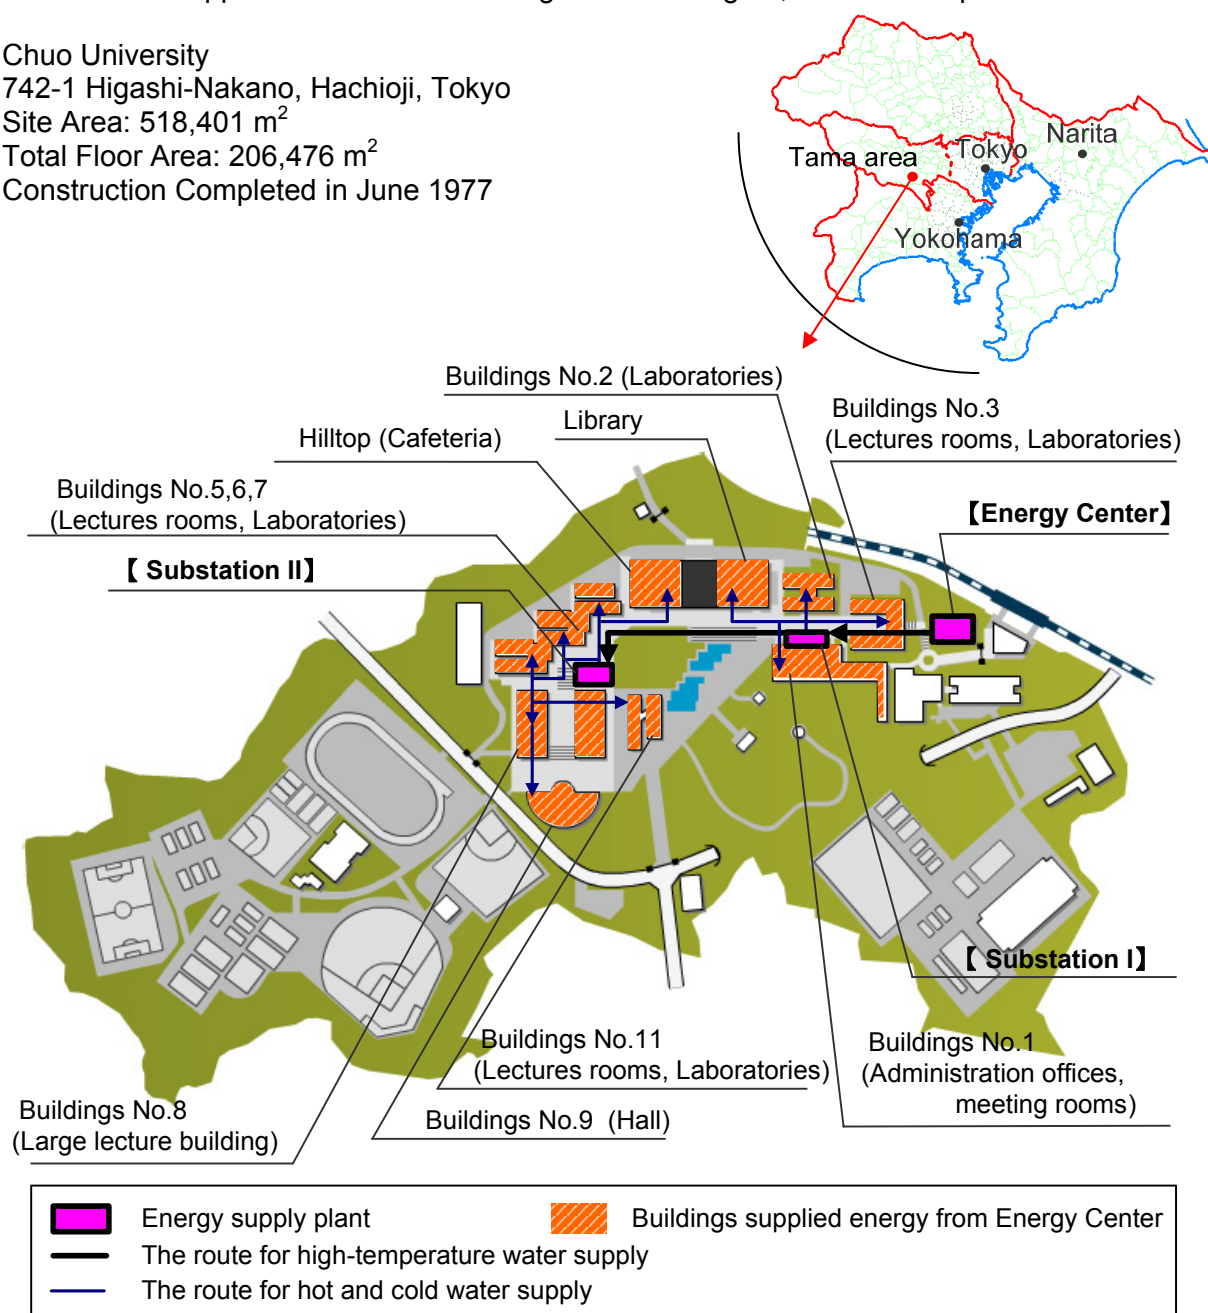 Chuo University
742-1 Higashi-Nakano, Hachioji, Tokyo
Site Area: 518,401 m²
Total Floor Area: 206,476 m²
Construction Completed in June 1977
Narita
Tokyo
Tama area
Yokohama
Buildings No.2 (Laboratories)
Buildings No.3
(Lectures rooms, Laboratories)
Library
Hilltop (Cafeteria)
Buildings No.5,6,7
(Lectures rooms, Laboratories)
【Energy Center】
【 Substation II】
【 Substation I】
Buildings No.11
(Lectures rooms, Laboratories)
Buildings No.1
(Administration offices,
meeting rooms)
Buildings No.8
(Large lecture building)
Buildings No.9 (Hall)
Energy supply plant
Buildings supplied energy from Energy Center
The route for high-temperature water supply
The route for hot and cold water supply